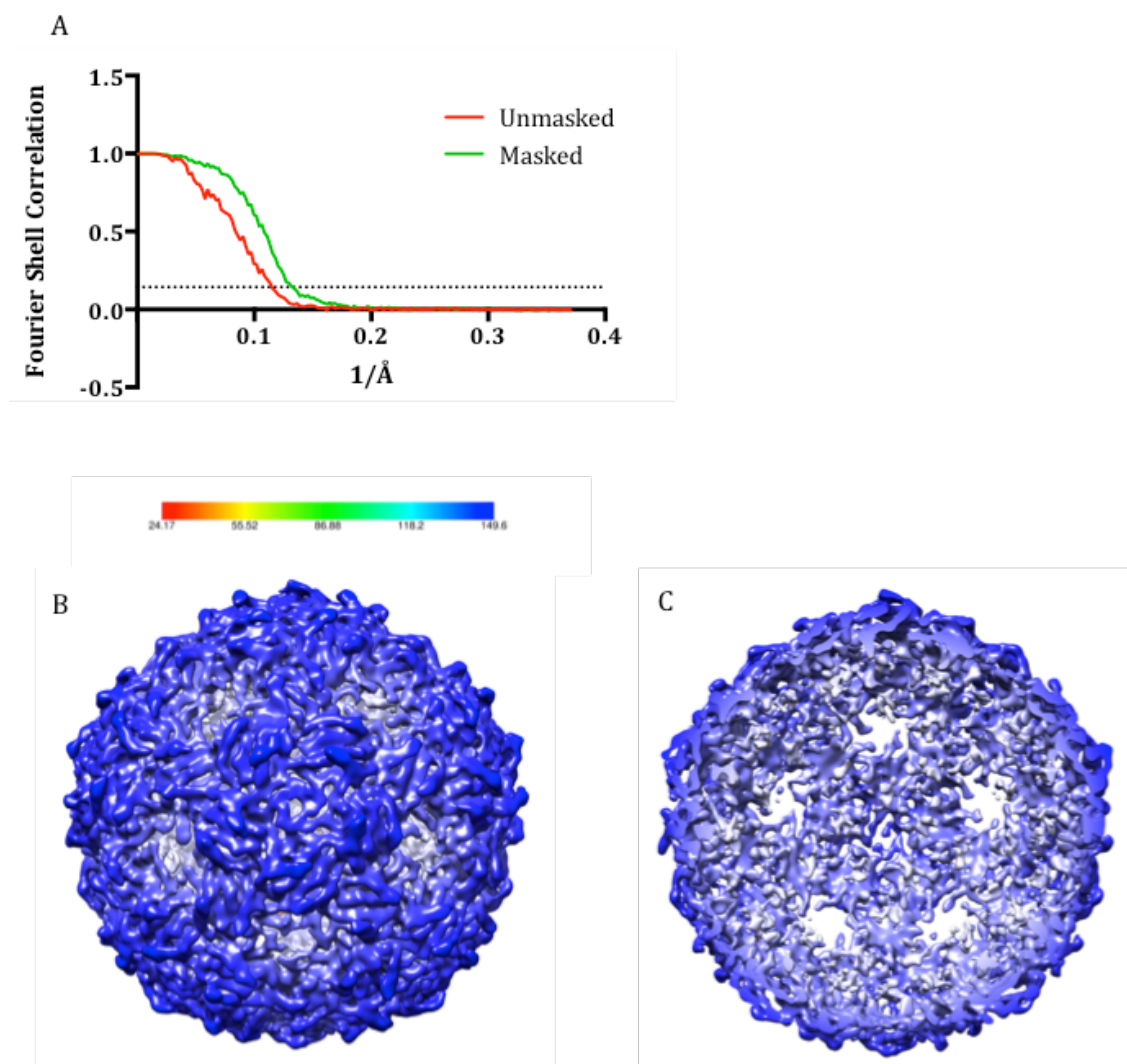 A
Fourier Shell Correlation
1.5
1.0
0.5
0.0
-0.5
Unmasked
Masked
0.1 0.2 0.3 0.4
1/Å
24.17 55.52 86.88 118.2 149.6
B
C